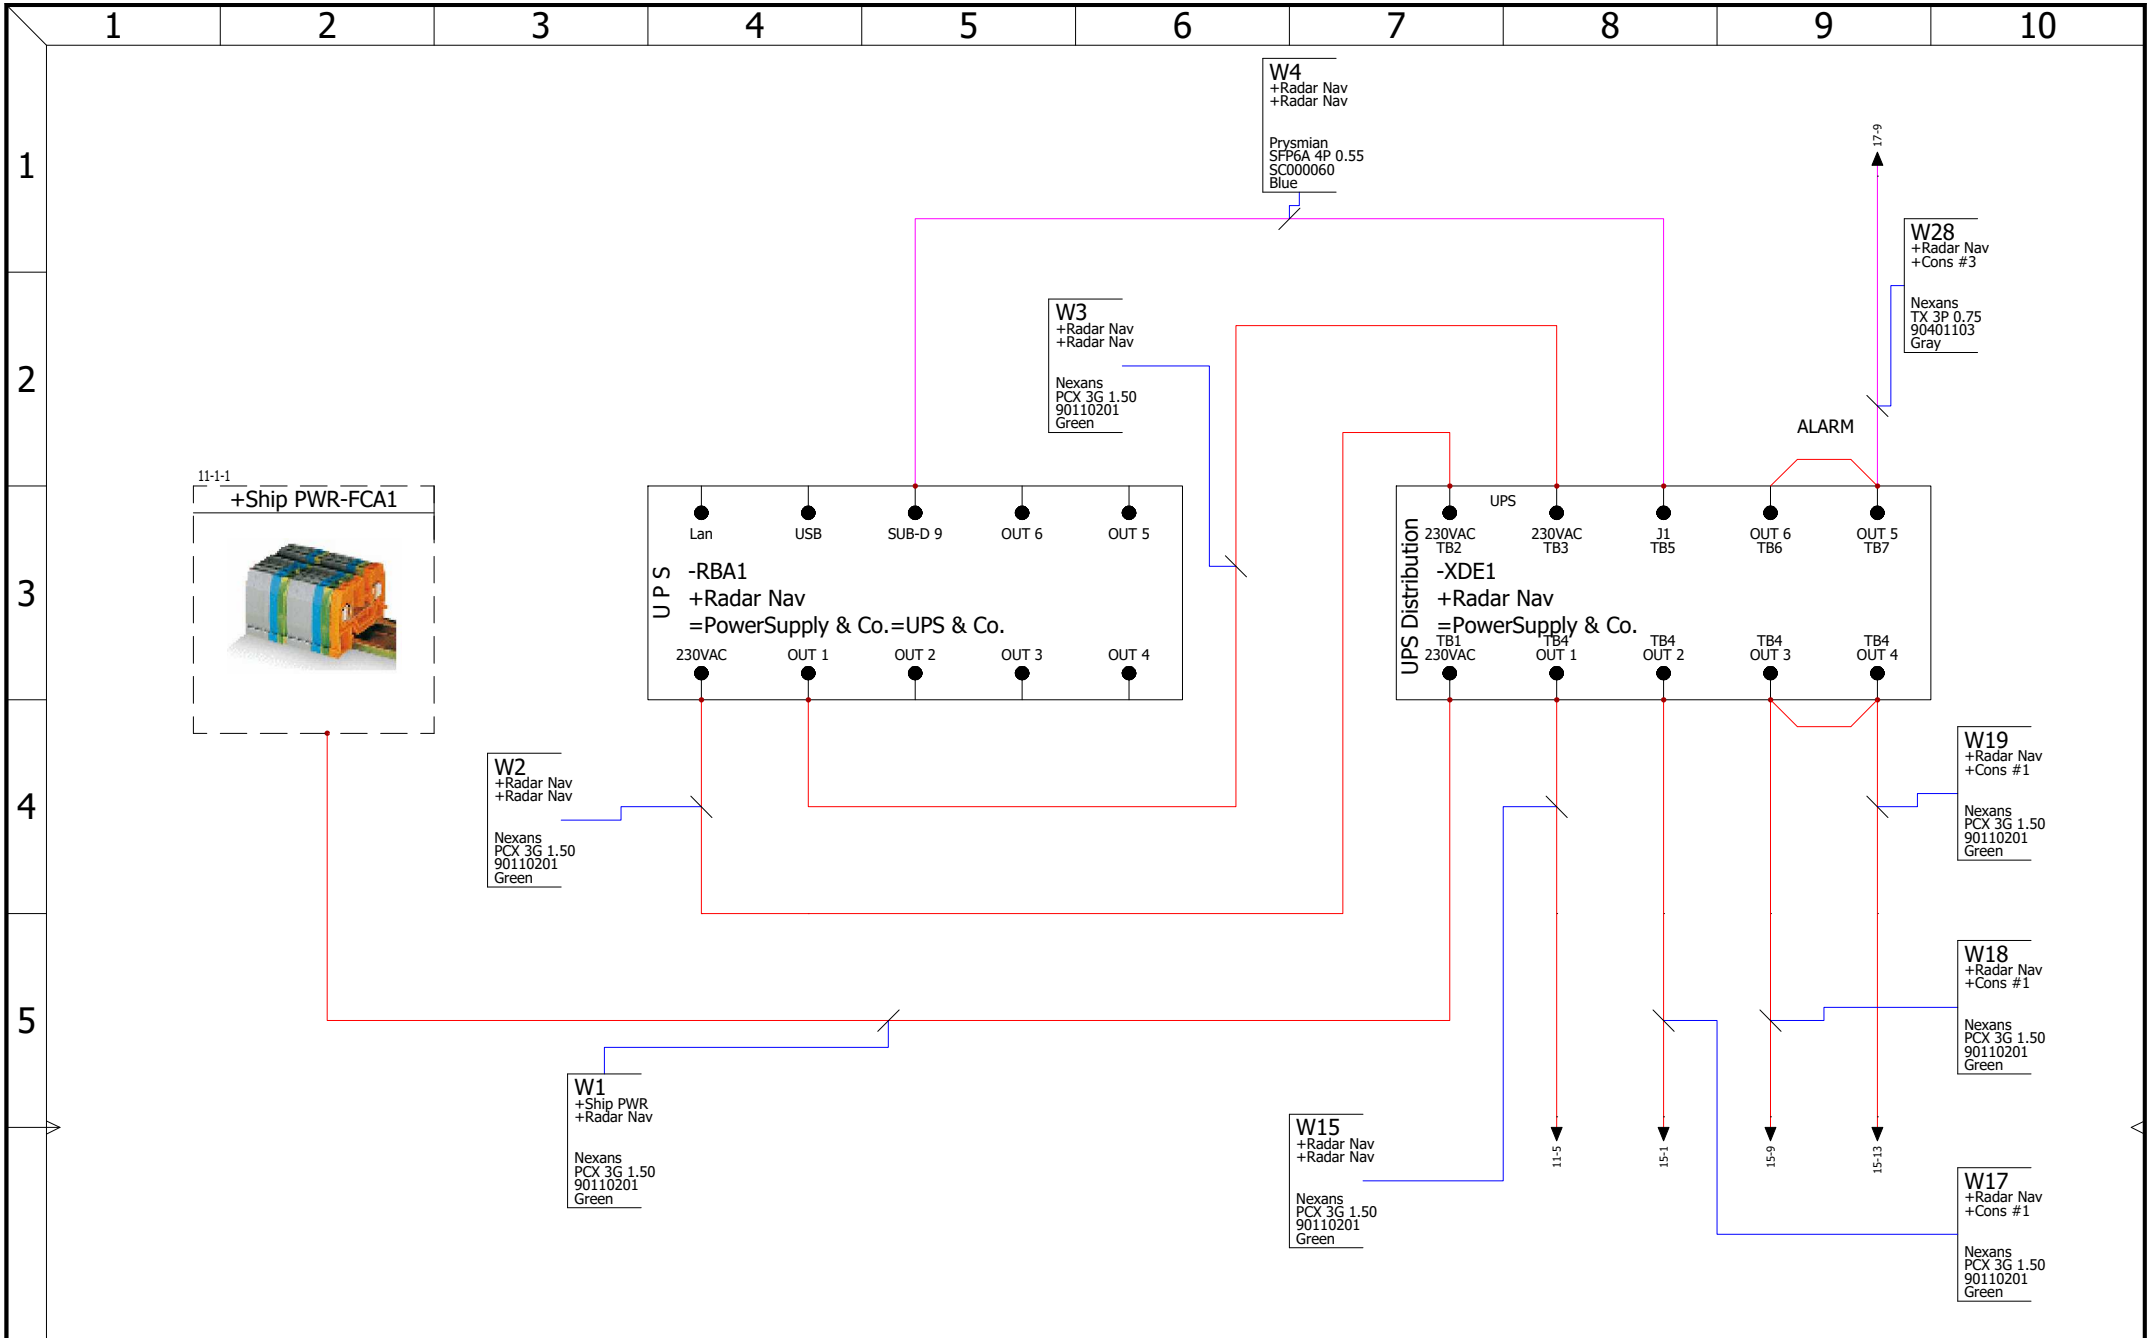 1 2 3 4 5 6 7 8 9 10
1
2
3
4
5
W4
+Radar Nav
+Radar Nav
Prysmian
SFP6A 4P 0.55
SC000060
Blue
17-9
W28
+Radar Nav
+Cons #3
Nexans
TX 3P 0.75
90401103
Gray
W3
+Radar Nav
+Radar Nav
Nexans
PCX 3G 1.50
90110201
Green
ALARM
11-1-1
+Ship PWR-FCA1
Lan USB SUB-D 9 OUT 6 OUT 5
U P S
-RBA1
+Radar Nav
=PowerSupply & Co.=UPS & Co.
230VAC OUT 1 OUT 2 OUT 3 OUT 4
UPS
230VAC 230VAC J1 OUT 6 OUT 5
TB2 TB3 TB5 TB6 TB7
UPS Distribution
-XDE1
+Radar Nav
=PowerSupply & Co.
TB1 TB4 TB4 TB4 TB4
230VAC OUT 1 OUT 2 OUT 3 OUT 4
W2
+Radar Nav
+Radar Nav
Nexans
PCX 3G 1.50
90110201
Green
W19
+Radar Nav
+Cons #1
Nexans
PCX 3G 1.50
90110201
Green
W18
+Radar Nav
+Cons #1
Nexans
PCX 3G 1.50
90110201
Green
W1
+Ship PWR
+Radar Nav
Nexans
PCX 3G 1.50
90110201
Green
W15
+Radar Nav
+Radar Nav
Nexans
PCX 3G 1.50
90110201
Green
11-5
15-1
15-9
15-13
W17
+Radar Nav
+Cons #1
Nexans
PCX 3G 1.50
90110201
Green